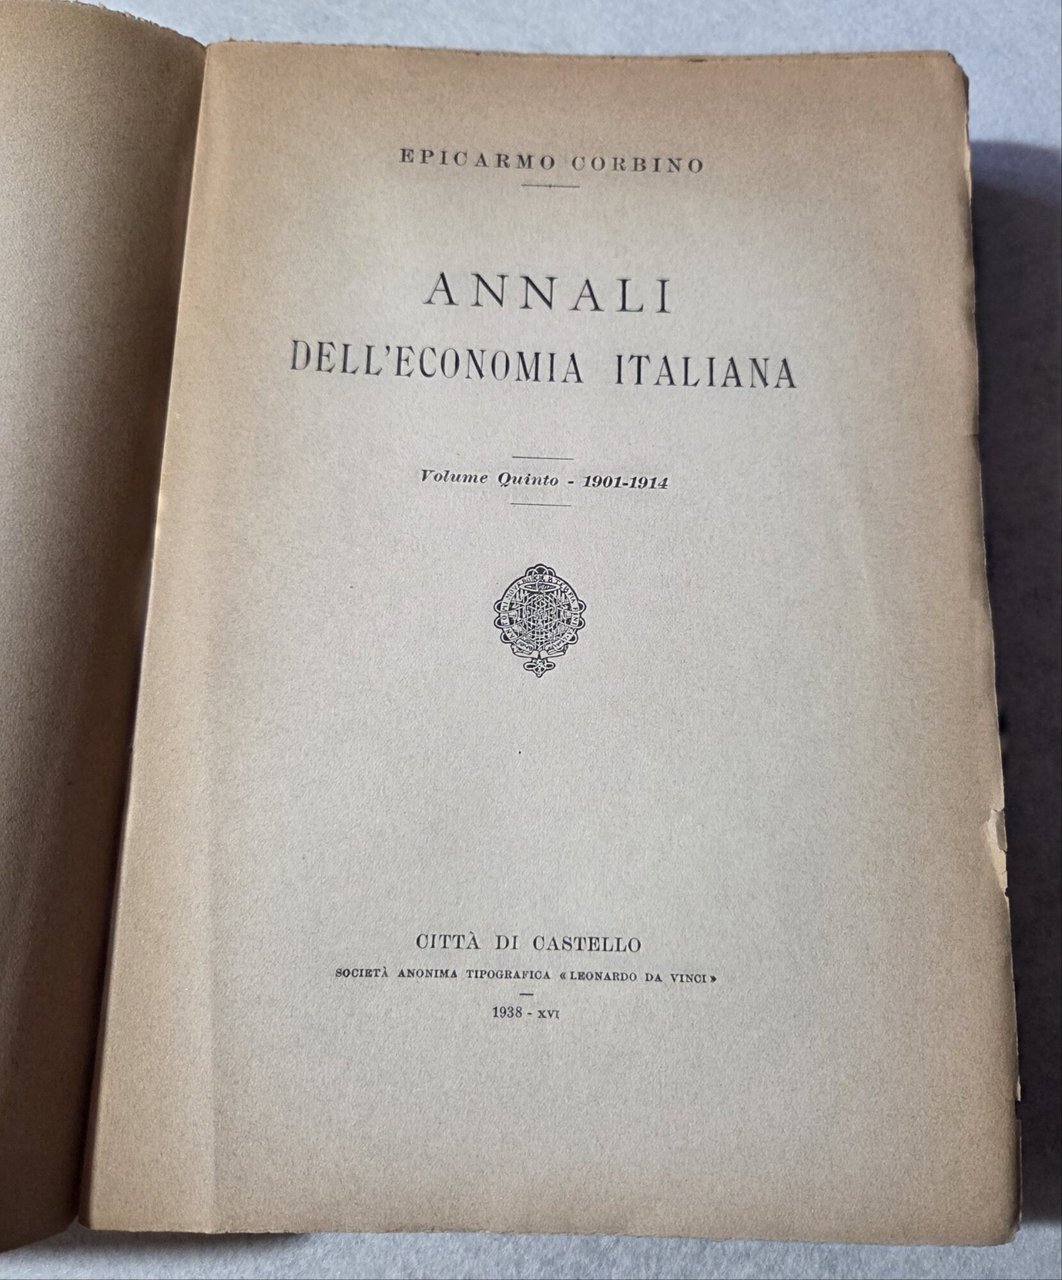 EPICARMO CORBINO
ANNALI
DELL'ECONOMIA ITALIANA
Volume Quinto - 1901-1914
CITTÀ DI CASTELLO
SOCIETÀ ANONIMA TIPOGRAFICA «LEONARDO DA VINCI»
1938 - XVI